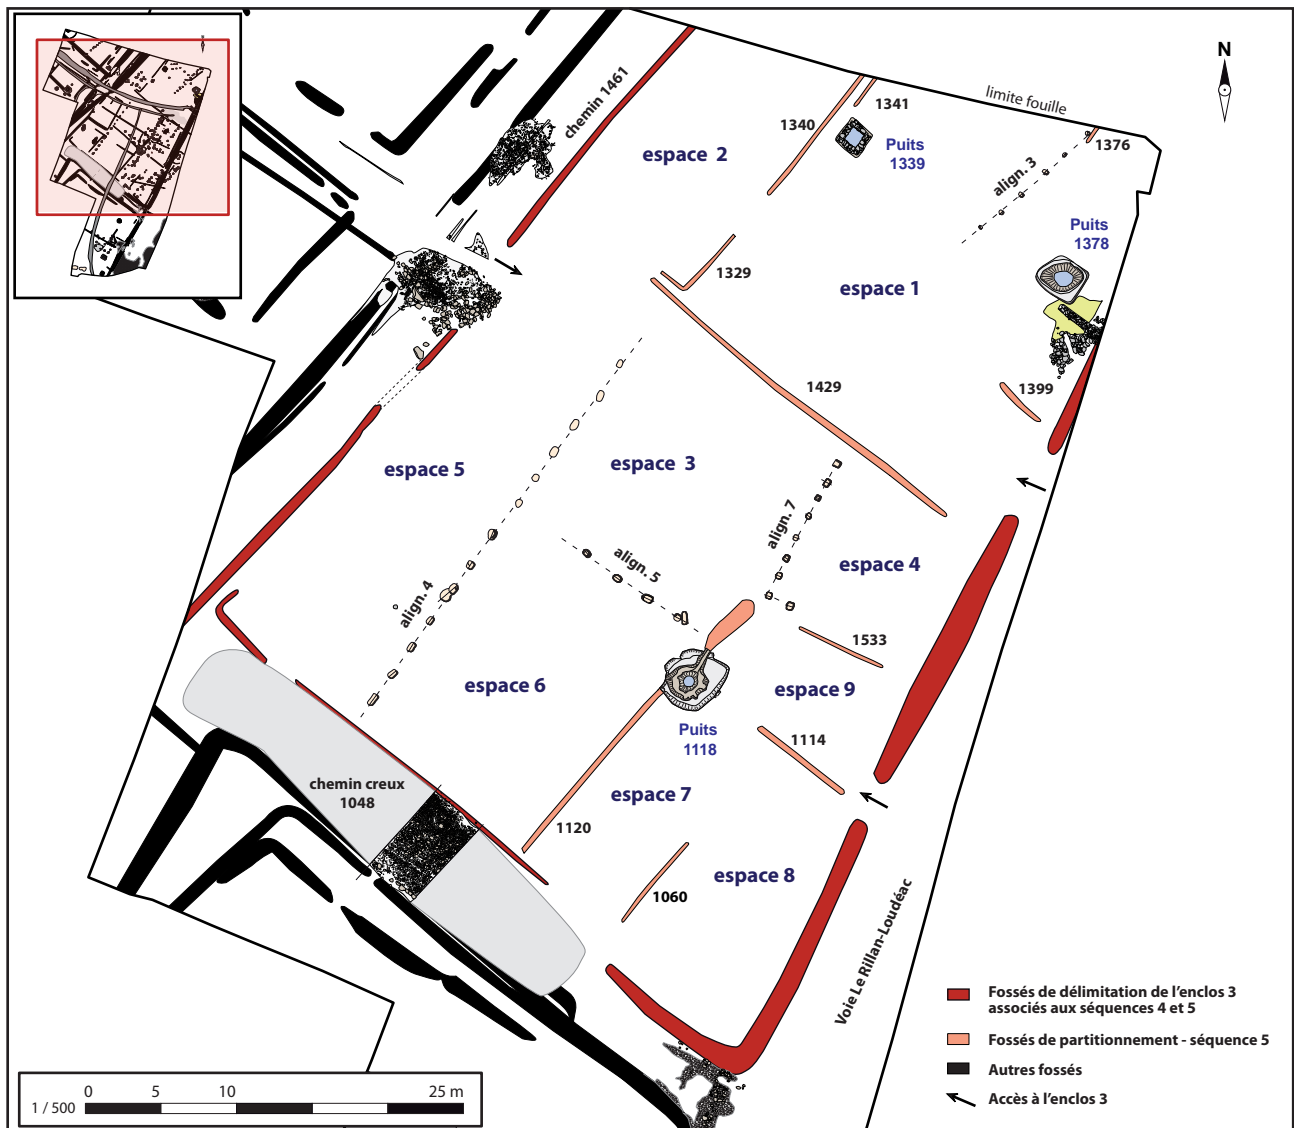 N
limite fouille
chemin 1461
espace 2
1340
1341
Puits
1339
1376
align. 3
Puits
1378
1329
espace 1
1429
1399
espace 5
espace 3
align. 7
align. 5
espace 4
align. 4
1533
espace 6
espace 9
Puits
1118
1114
chemin creux
1048
espace 7
1120
espace 8
1060
Voie Le Rillan-Loudéac
Fossés de délimitation de l'enclos 3
associés aux séquences 4 et 5
Fossés de partitionnement - séquence 5
Autres fossés
Accès à l'enclos 3
0 5 10 25 m
1 / 500